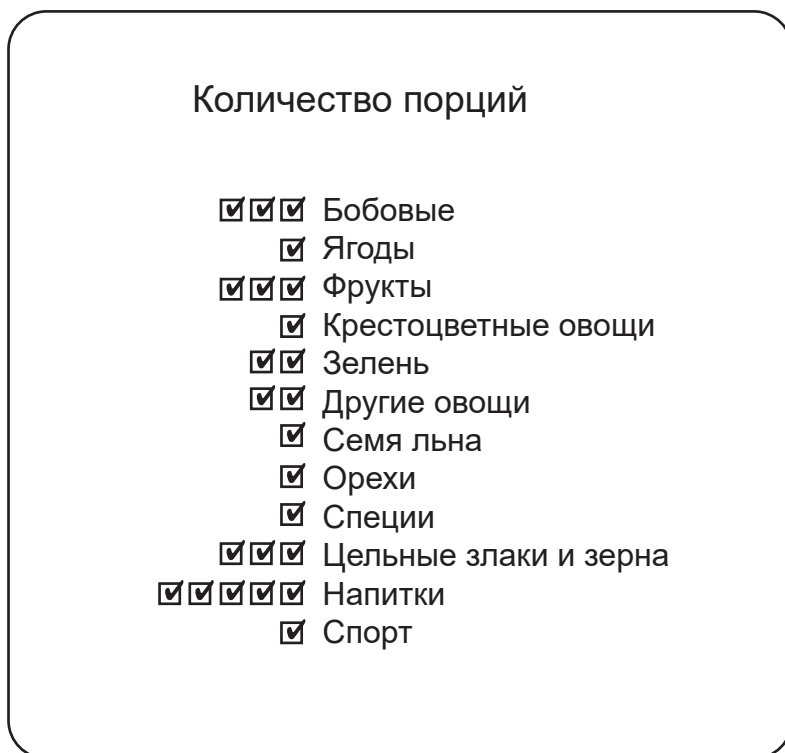 Количество порций
☑☑☑ Бобовые
☑ Ягоды
☑☑☑ Фрукты
☑ Крестоцветные овощи
☑☑ Зелень
☑☑ Другие овощи
☑ Семя льна
☑ Орехи
☑ Специи
☑☑☑ Цельные злаки и зерна
☑☑☑☑☑ Напитки
☑ Спорт